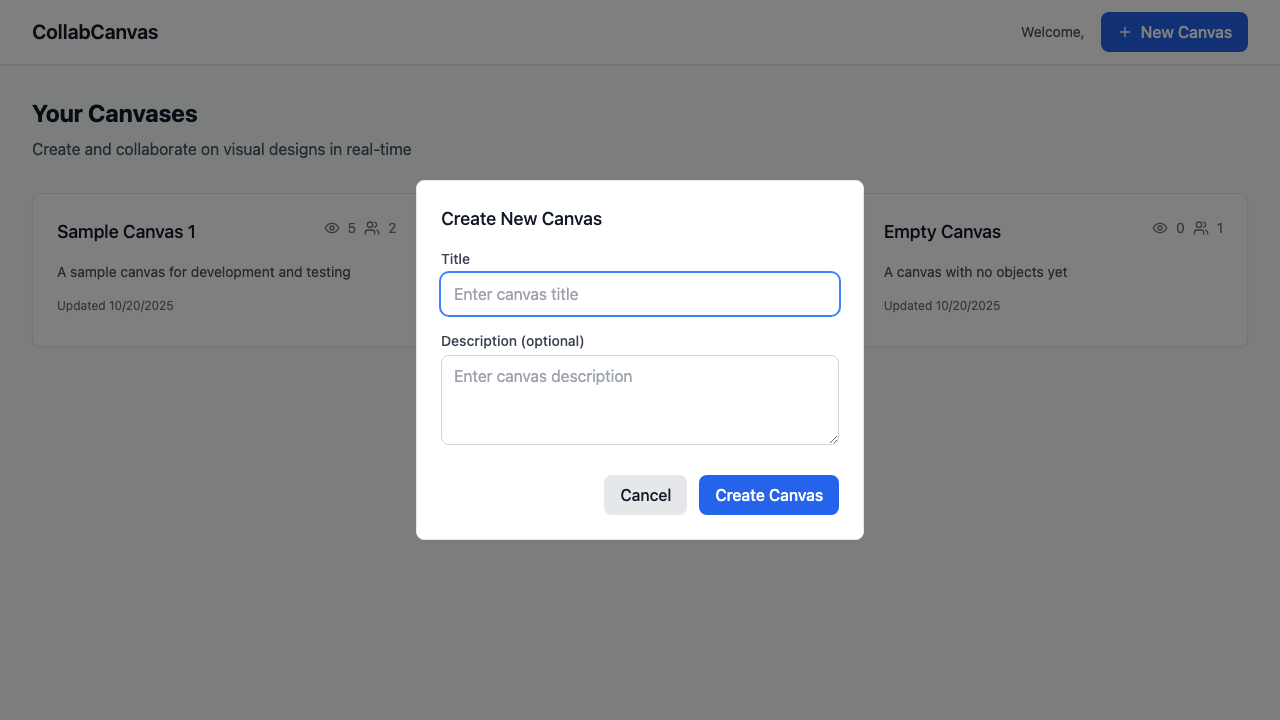 CollabCanvas
Welcome,
New Canvas
Your Canvases
Create and collaborate on visual designs in real-time
Sample Canvas 1
5
2
A sample canvas for development and testing
Updated 10/20/2025
Empty Canvas
0
1
A canvas with no objects yet
Updated 10/20/2025
Create New Canvas
Title
Enter canvas title
Description (optional)
Enter canvas description
Cancel
Create Canvas